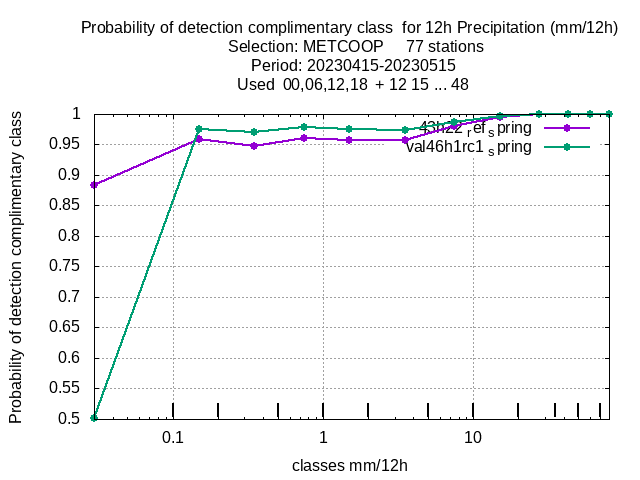 Probability of detection complimentary class for 12h Precipitation (mm/12h)
Selection: METCOOP 77 stations
Period: 20230415-20230515
Used 00,06,12,18 + 12 15 ... 48
Probability of detection complimentary class
1
0.95
0.9
0.85
0.8
0.75
0.7
0.65
0.6
0.55
0.5
43h22_ref_spring
val46h1rc1_spring
0.1
1
10
classes mm/12h